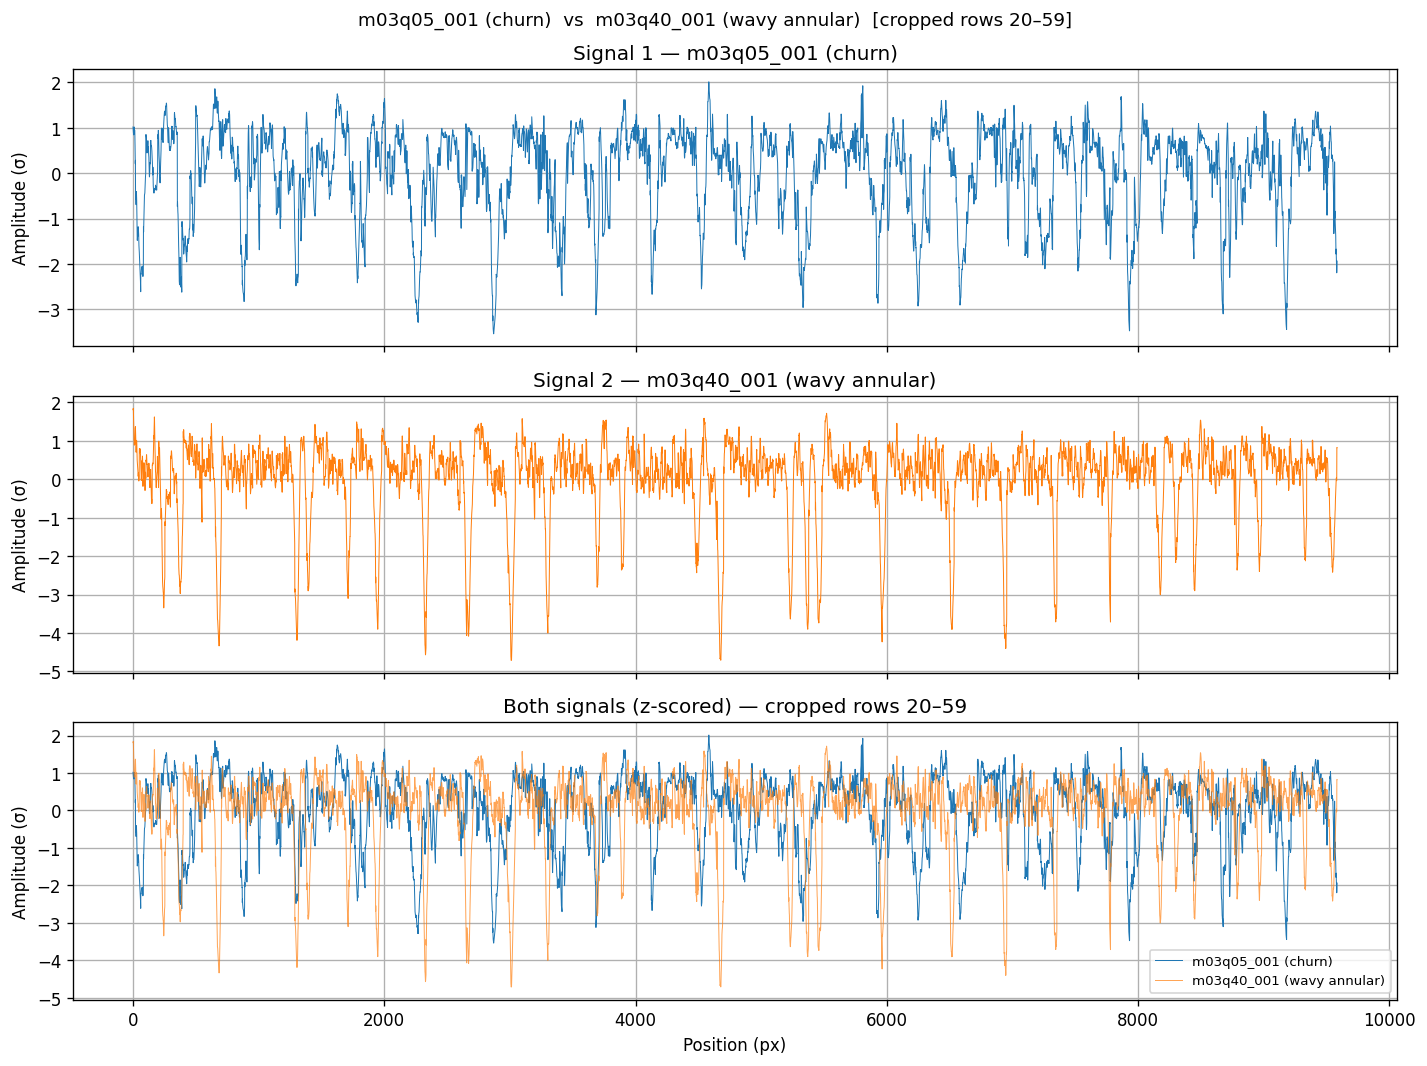 m03q05_001 (churn)  vs  m03q40_001 (wavy annular)  [cropped rows 20–59]
Signal 1 — m03q05_001 (churn)
Amplitude (σ)
2
1
0
−1
−2
−3
Signal 2 — m03q40_001 (wavy annular)
Amplitude (σ)
2
1
0
−1
−2
−3
−4
−5
Both signals (z-scored) — cropped rows 20–59
Amplitude (σ)
2
1
0
−1
−2
−3
−4
−5
m03q05_001 (churn)
m03q40_001 (wavy annular)
0 2000 4000 6000 8000 10000
Position (px)